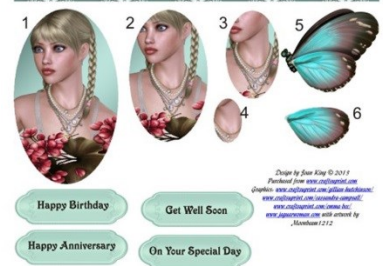 1
2
3
4
5
6
Happy Birthday
Get Well Soon
Happy Anniversary
On Your Special Day
Design by Jean King © 2013
Purchased from www.craftsuprint.com
Graphics: www.craftsuprint.com/gillian-hutchinson/
www.craftsuprint.com/cassandra-campsall/
www.craftsuprint.com/emma-lee/
www.jaguarwoman.com with artwork by
Moonbeam1212